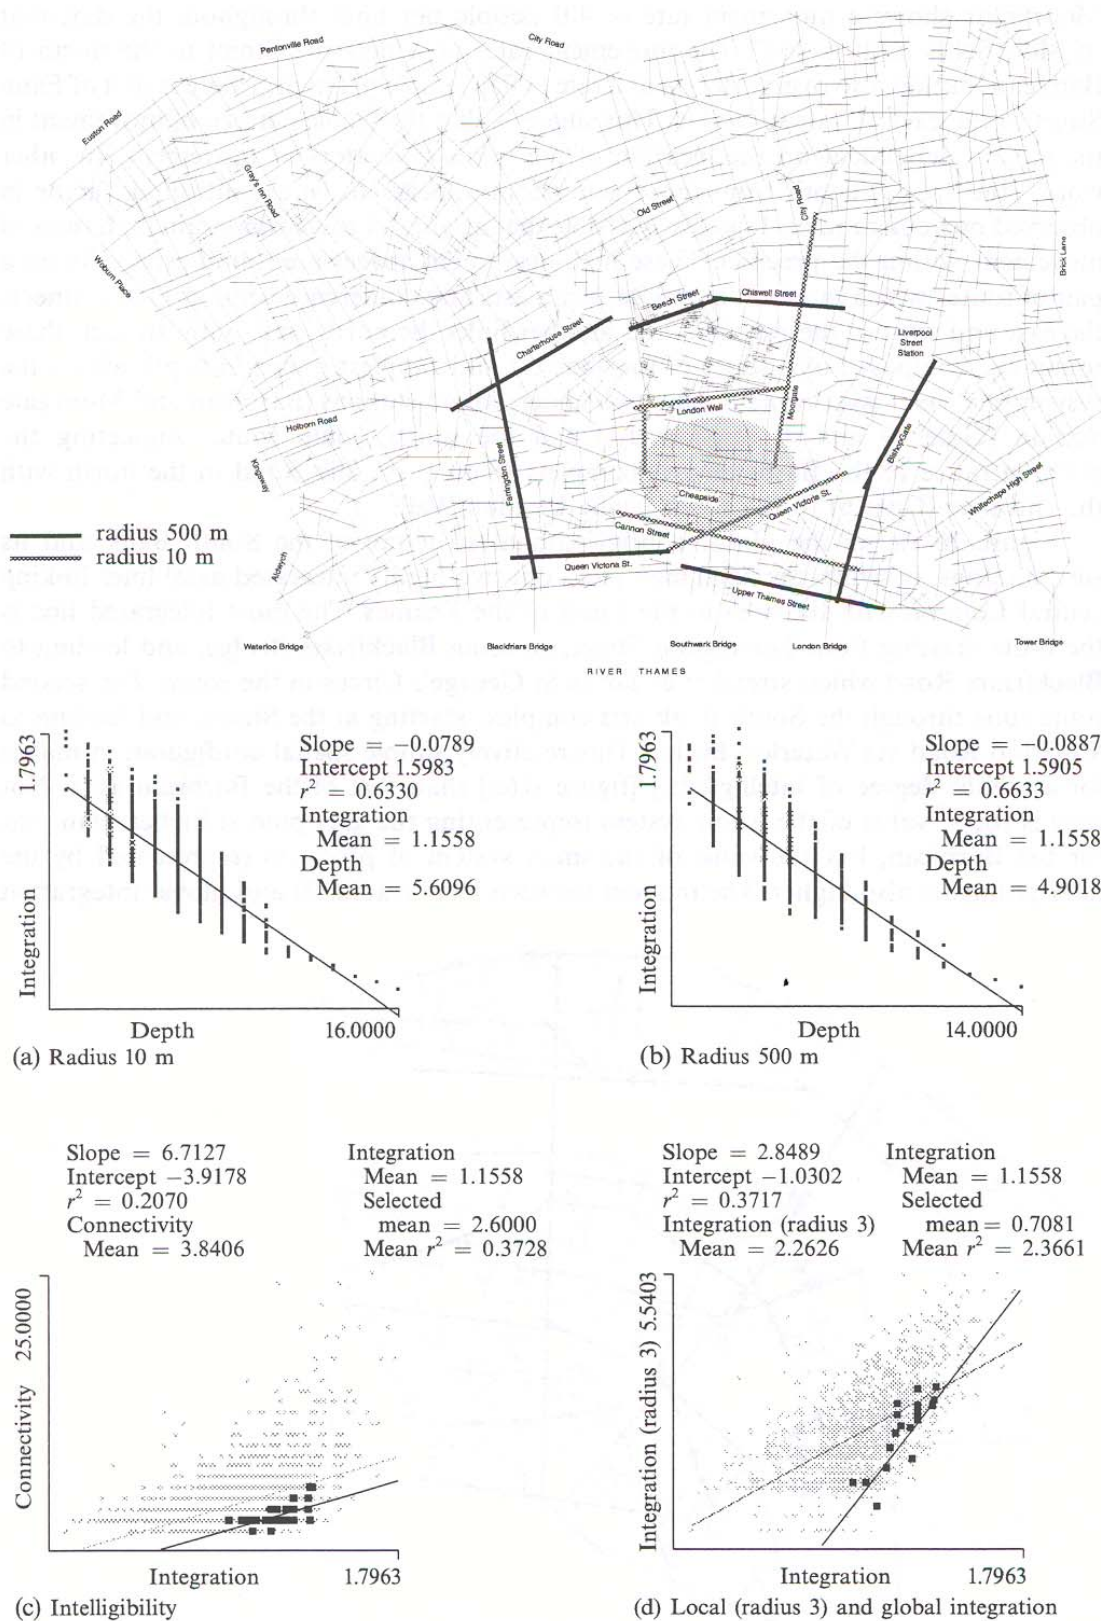 Pentonville Road
City Road
Euston Road
Gray's Inn Road
Old Street
City Road
Woburn Place
Brick Lane
Beech Street
Chiswell Street
Charterhouse Street
Liverpool
Street
Station
London Wall
Moorgate
Holborn Road
Farringdon Street
Kingsway
BishopGate
Whitechape High Street
Cheapside
Queen Victoria St.
Cannon Street
radius 500 m
radius 10 m
Aldwych
Queen Victoria St.
Upper Thames Street
Waterloo Bridge
Blackfriars Bridge
Southwark Bridge
London Bridge
Tower Bridge
RIVER THAMES
Slope = −0.0789
Intercept 1.5983
r² = 0.6330
Integration
Mean = 1.1558
Depth
Mean = 5.6096
Integration 1.7963
Depth 16.0000
(a) Radius 10 m
Slope = −0.0887
Intercept 1.5905
r² = 0.6633
Integration
Mean = 1.1558
Depth
Mean = 4.9018
Integration 1.7963
Depth 14.0000
(b) Radius 500 m
Slope = 6.7127
Intercept −3.9178
r² = 0.2070
Connectivity
Mean = 3.8406
Integration
Mean = 1.1558
Selected
mean = 2.6000
Mean r² = 0.3728
Connectivity 25.0000
Integration 1.7963
(c) Intelligibility
Slope = 2.8489
Intercept −1.0302
r² = 0.3717
Integration (radius 3)
Mean = 2.2626
Integration
Mean = 1.1558
Selected
mean = 0.7081
Mean r² = 2.3661
Integration (radius 3) 5.5403
Integration 1.7963
(d) Local (radius 3) and global integration